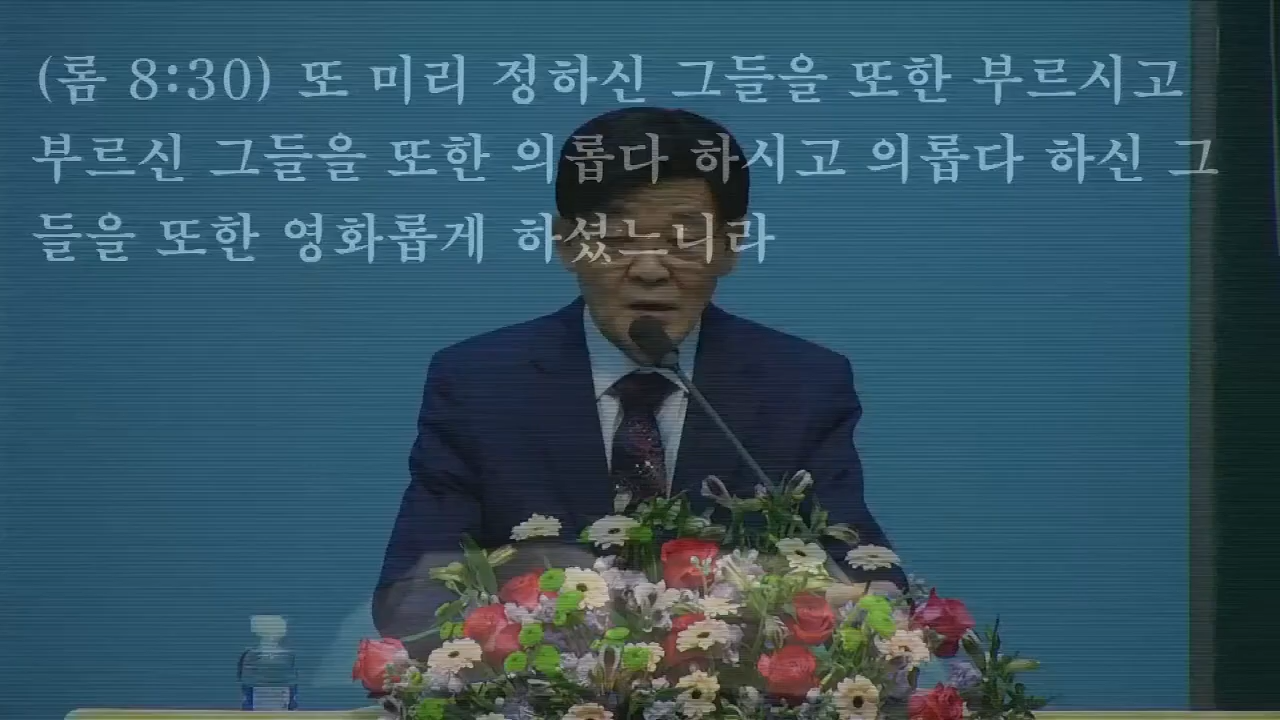 (롬 8:30) 또 미리 정하신 그들을 또한 부르시고
부르신 그들을 또한 의롭다 하시고 의롭다 하신 그
들을 또한 영화롭게 하셨느니라